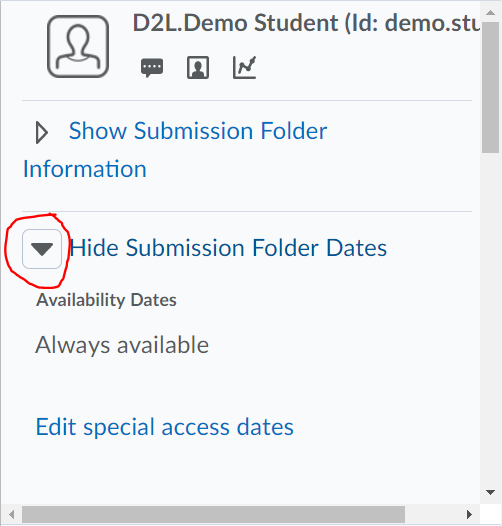 D2L.Demo Student (Id: demo.stu
Show Submission Folder
Information
Hide Submission Folder Dates
Availability Dates
Always available
Edit special access dates